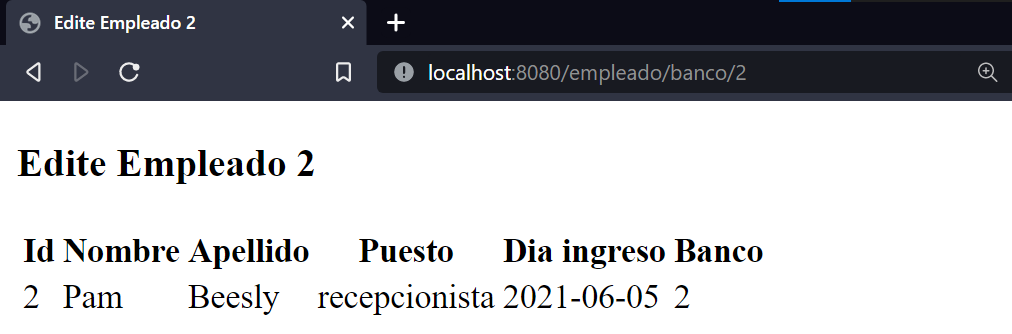 Edite Empleado 2
localhost:8080/empleado/banco/2
Edite Empleado 2
Id Nombre Apellido Puesto Dia ingreso Banco
2 Pam Beesly recepcionista 2021-06-05 2